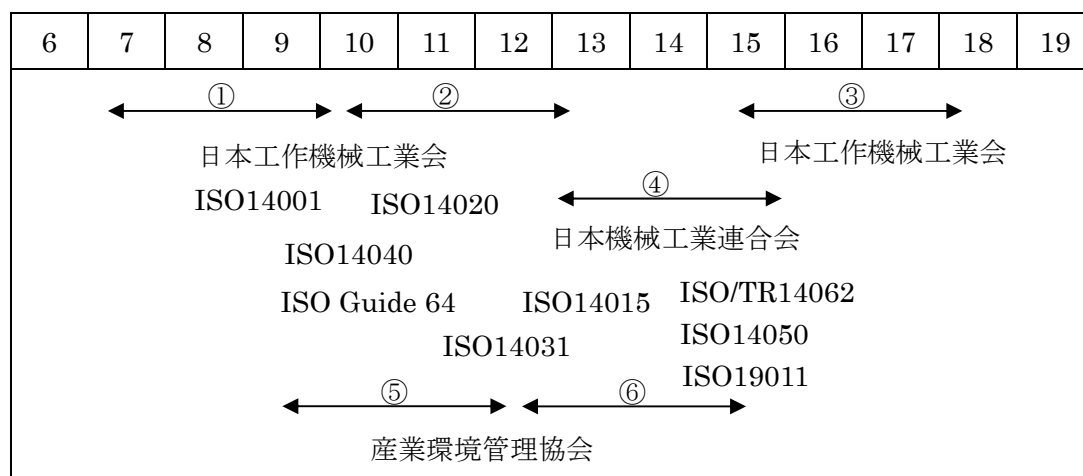 6 7 8 9 10 11 12 13 14 15 16 17 18 19
① ② ③
日本工作機械工業会 日本工作機械工業会
④
ISO14001 ISO14020
日本機械工業連合会
ISO14040
ISO Guide 64 ISO14015 ISO/TR14062
ISO14031 ISO14050
ISO19011
⑤ ⑥
産業環境管理協会